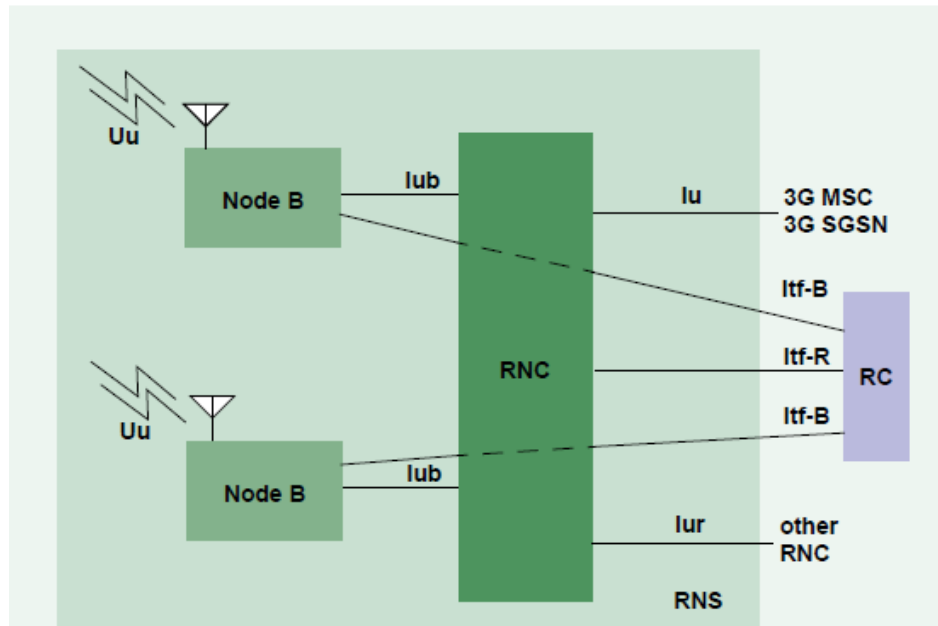 Uu
Node B
Iub
Iu
3G MSC
3G SGSN
Itf-B
RNC
Itf-R
RC
Itf-B
Uu
Node B
Iub
Iur
other
RNC
RNS